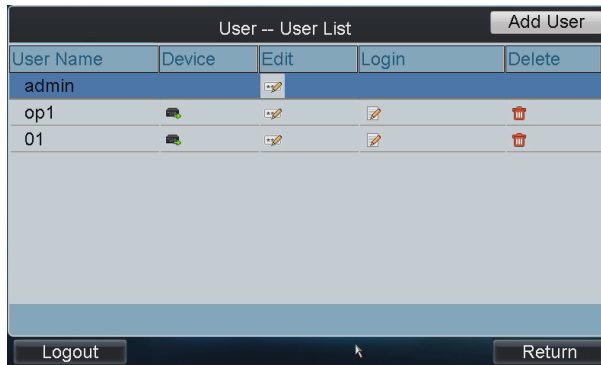 User -- User List
Add User
User Name Device Edit Login Delete
admin
op1
01
Logout Return